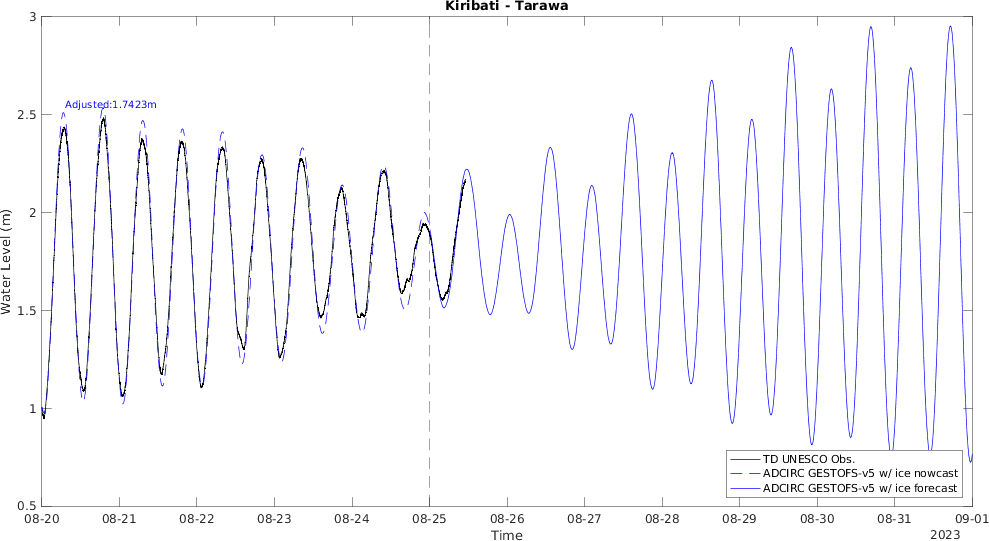 Kiribati - Tarawa
3
2.5
2
1.5
1
0.5
Water Level (m)
Adjusted:1.7423m
TD UNESCO Obs.
ADCIRC GESTOFS-v5 w/ ice nowcast
ADCIRC GESTOFS-v5 w/ ice forecast
08-20 08-21 08-22 08-23 08-24 08-25 08-26 08-27 08-28 08-29 08-30 08-31 09-01
Time
2023